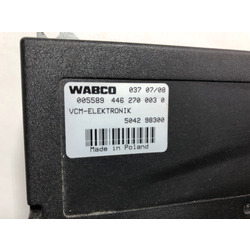 WABCO 037 07/08
005589 446 270 003 0
VCM-ELEKTRONIK
5042 98300
Made in Poland